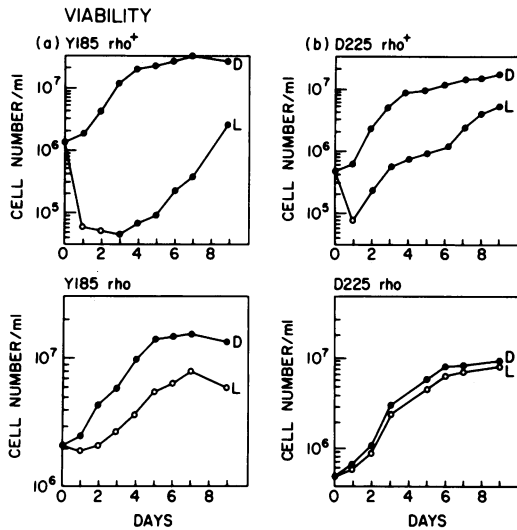 VIABILITY
(a) Y185 rho+
CELL NUMBER/ml
10^7
10^6
10^5
D
L
0 2 4 6 8
(b) D225 rho+
CELL NUMBER/ml
10^7
10^6
10^5
D
L
0 2 4 6 8
Y185 rho
CELL NUMBER/ml
10^7
10^6
D
L
0 2 4 6 8
DAYS
D225 rho
CELL NUMBER/ml
10^7
10^6
D
L
0 2 4 6 8
DAYS